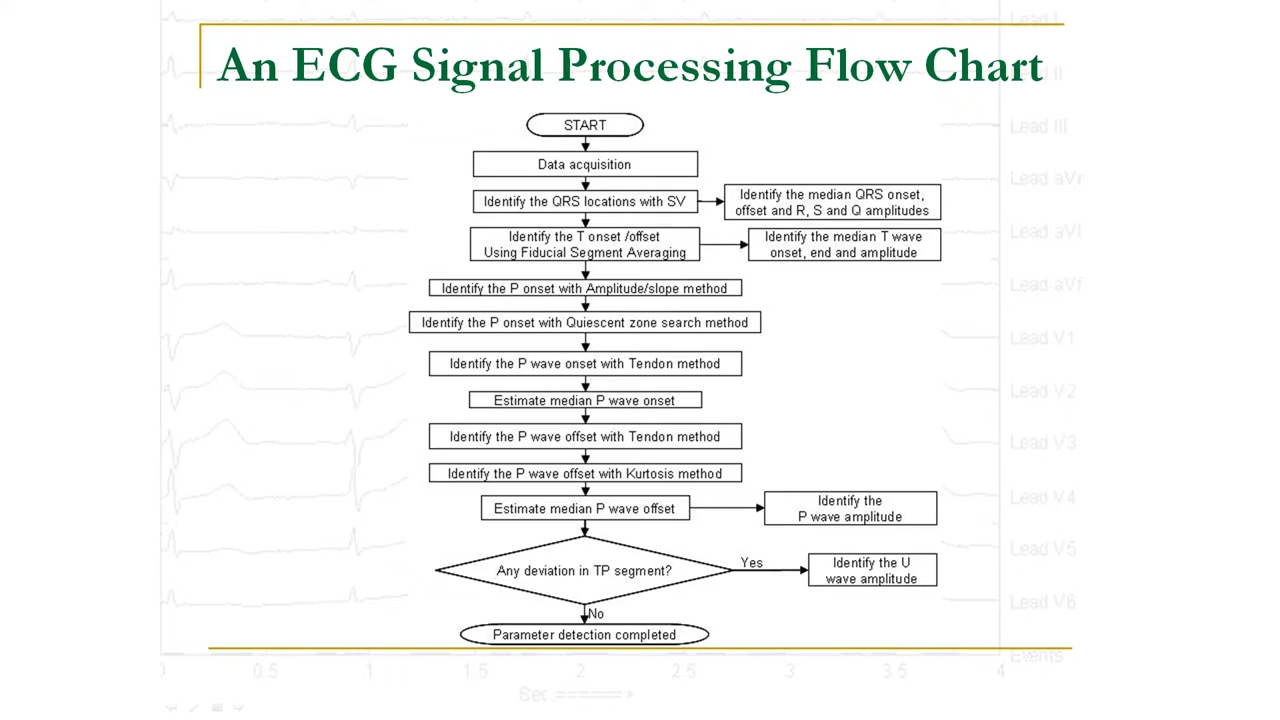 An ECG Signal Processing Flow Chart
START
Data acquisition
Identify the QRS locations with SV
Identify the median QRS onset,
offset and R, S and Q amplitudes
Identify the T onset /offset
Using Fiducial Segment Averaging
Identify the median T wave
onset, end and amplitude
Identify the P onset with Amplitude/slope method
Identify the P onset with Quiescent zone search method
Identify the P wave onset with Tendon method
Estimate median P wave onset
Identify the P wave offset with Tendon method
Identify the P wave offset with Kurtosis method
Estimate median P wave offset
Identify the
P wave amplitude
Any deviation in TP segment?
Yes
Identify the U
wave amplitude
No
Parameter detection completed
Lead I
II
Lead III
Lead aVr
Lead aVl
Lead aVf
Lead V1
Lead V2
Lead V3
Lead V4
Lead V5
Lead V6
Events
0.5
1
1.5
2
2.5
3
3.5
4
Sec ======>